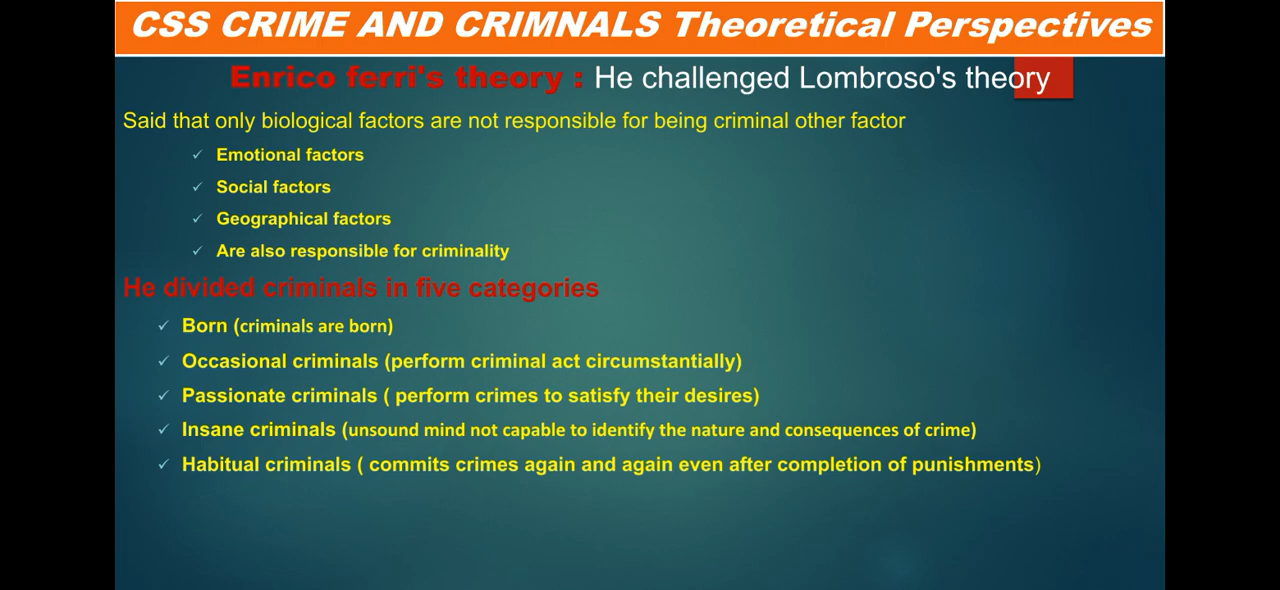 CSS CRIME AND CRIMNALS Theoretical Perspectives
Enrico ferri's theory : He challenged Lombroso's theory
Said that only biological factors are not responsible for being criminal other factor
✓ Emotional factors
✓ Social factors
✓ Geographical factors
✓ Are also responsible for criminality
He divided criminals in five categories
✓ Born (criminals are born)
✓ Occasional criminals (perform criminal act circumstantially)
✓ Passionate criminals ( perform crimes to satisfy their desires)
✓ Insane criminals (unsound mind not capable to identify the nature and consequences of crime)
✓ Habitual criminals ( commits crimes again and again even after completion of punishments)